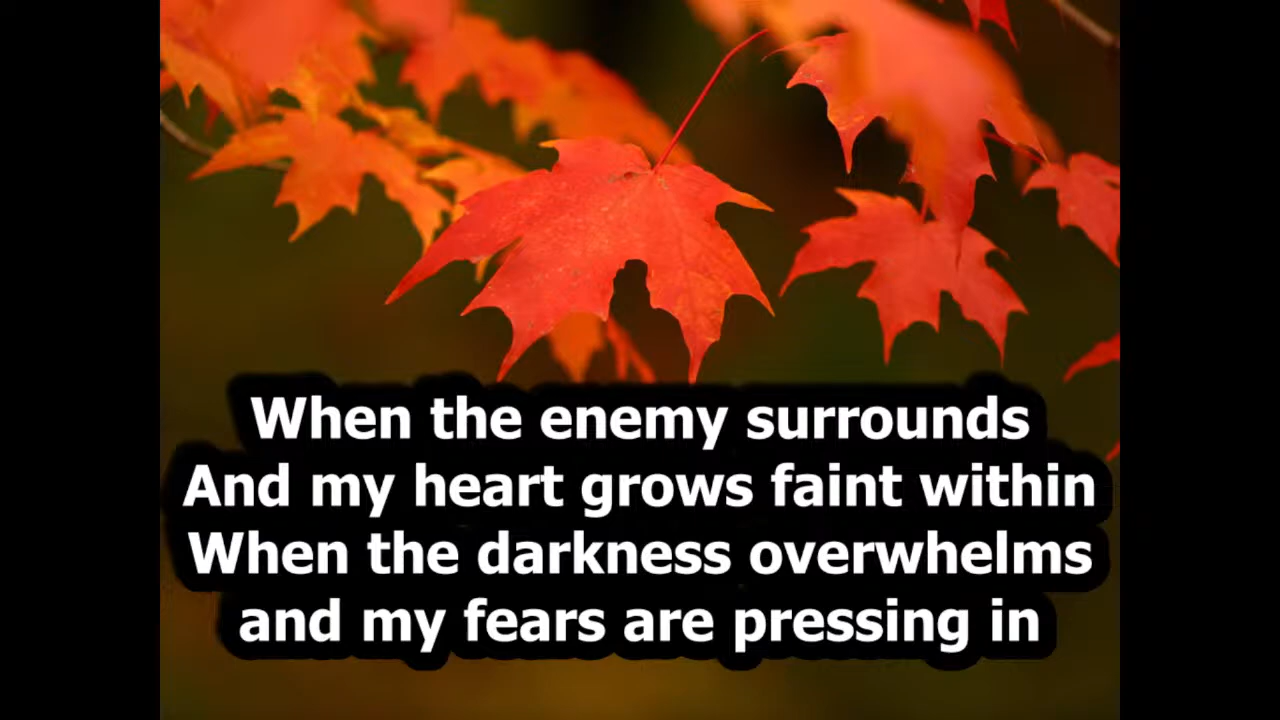 When the enemy surrounds
And my heart grows faint within
When the darkness overwhelms
and my fears are pressing in